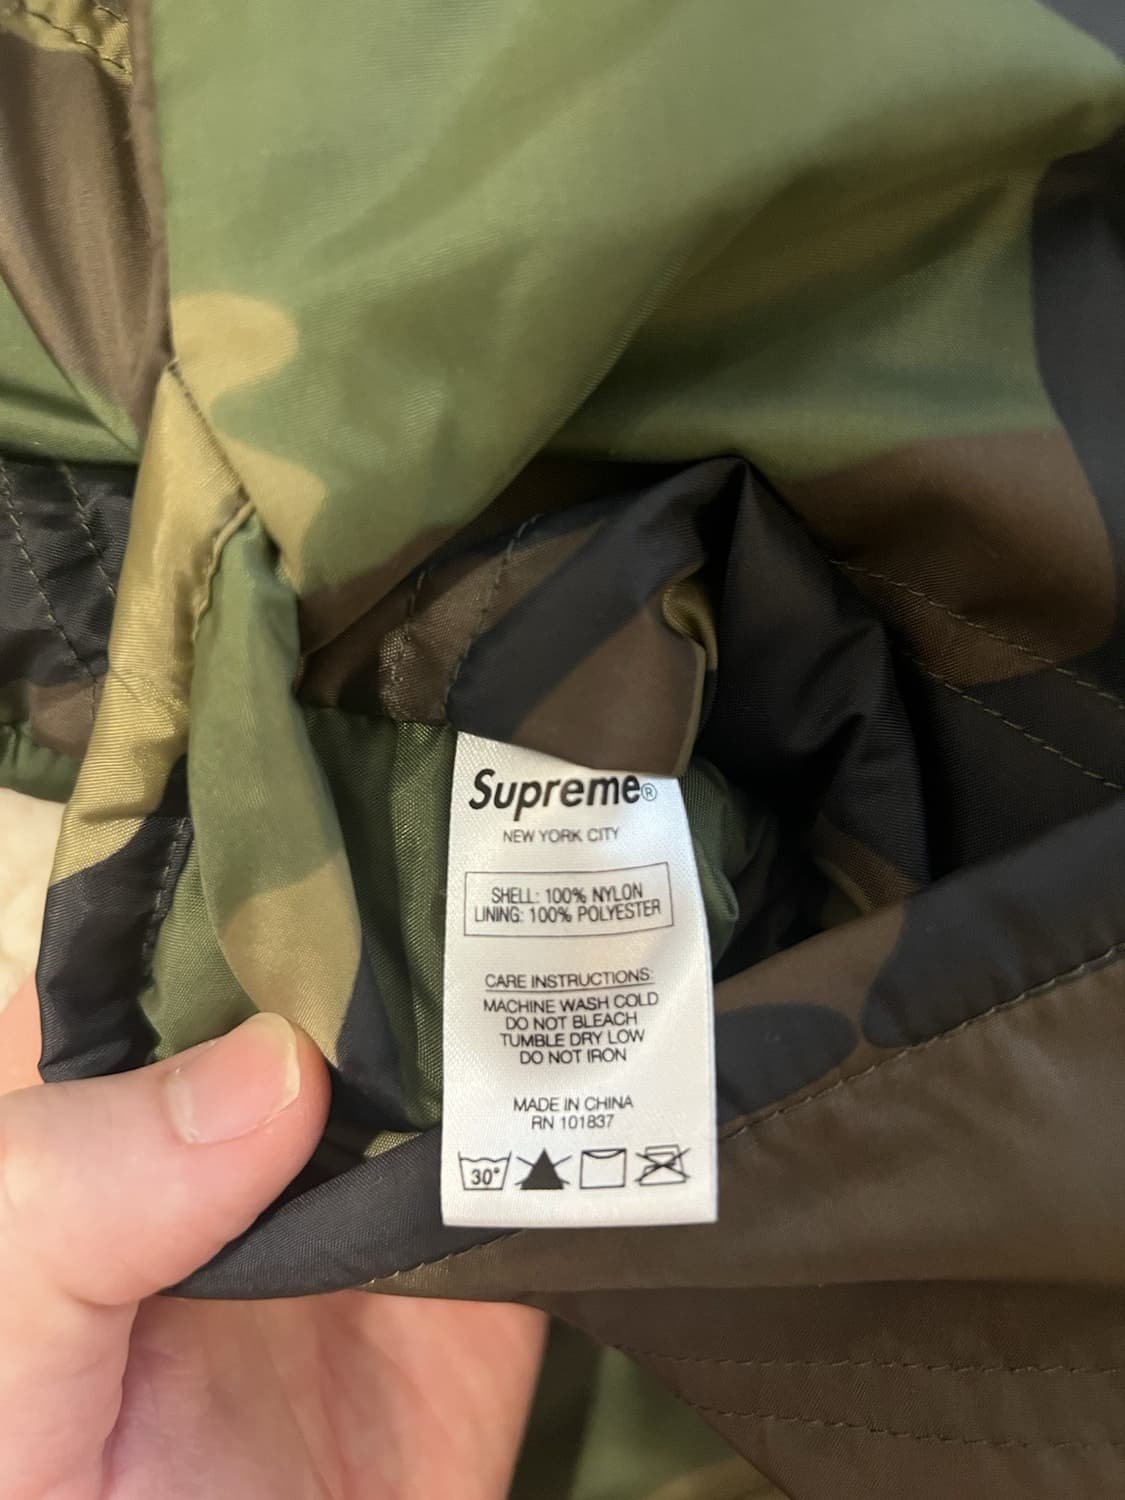 Supreme®
NEW YORK CITY
SHELL: 100% NYLON
LINING: 100% POLYESTER
CARE INSTRUCTIONS:
MACHINE WASH COLD
DO NOT BLEACH
TUMBLE DRY LOW
DO NOT IRON
MADE IN CHINA
RN 101837
30°